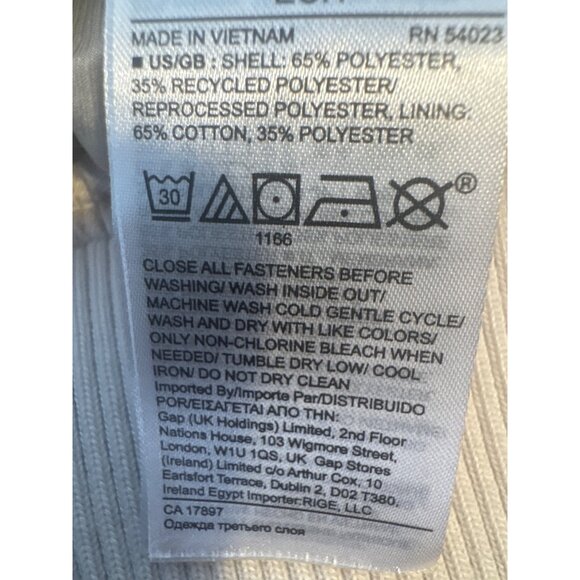 MADE IN VIETNAM RN 54023
■ US/GB : SHELL: 65% POLYESTER,
35% RECYCLED POLYESTER/
REPROCESSED POLYESTER, LINING:
65% COTTON, 35% POLYESTER
30 ®
1166
CLOSE ALL FASTENERS BEFORE
WASHING/ WASH INSIDE OUT/
MACHINE WASH COLD GENTLE CYCLE/
WASH AND DRY WITH LIKE COLORS/
ONLY NON-CHLORINE BLEACH WHEN
NEEDED/ TUMBLE DRY LOW/ COOL
IRON/ DO NOT DRY CLEAN
Imported By/Importe Par/DISTRIBUIDO
POR/ΕΙΣΑΓΕΤΑΙ ΑΠΟ ΤΗΝ:
Gap (UK Holdings) Limited, 2nd Floor
Nations House, 103 Wigmore Street,
London, W1U 1QS, UK Gap Stores
(Ireland) Limited c/o Arthur Cox, 10
Earlsfort Terrace, Dublin 2, D02 T380,
Ireland Egypt Importer:RIGE, LLC
CA 17897
Одежда третьего слоя